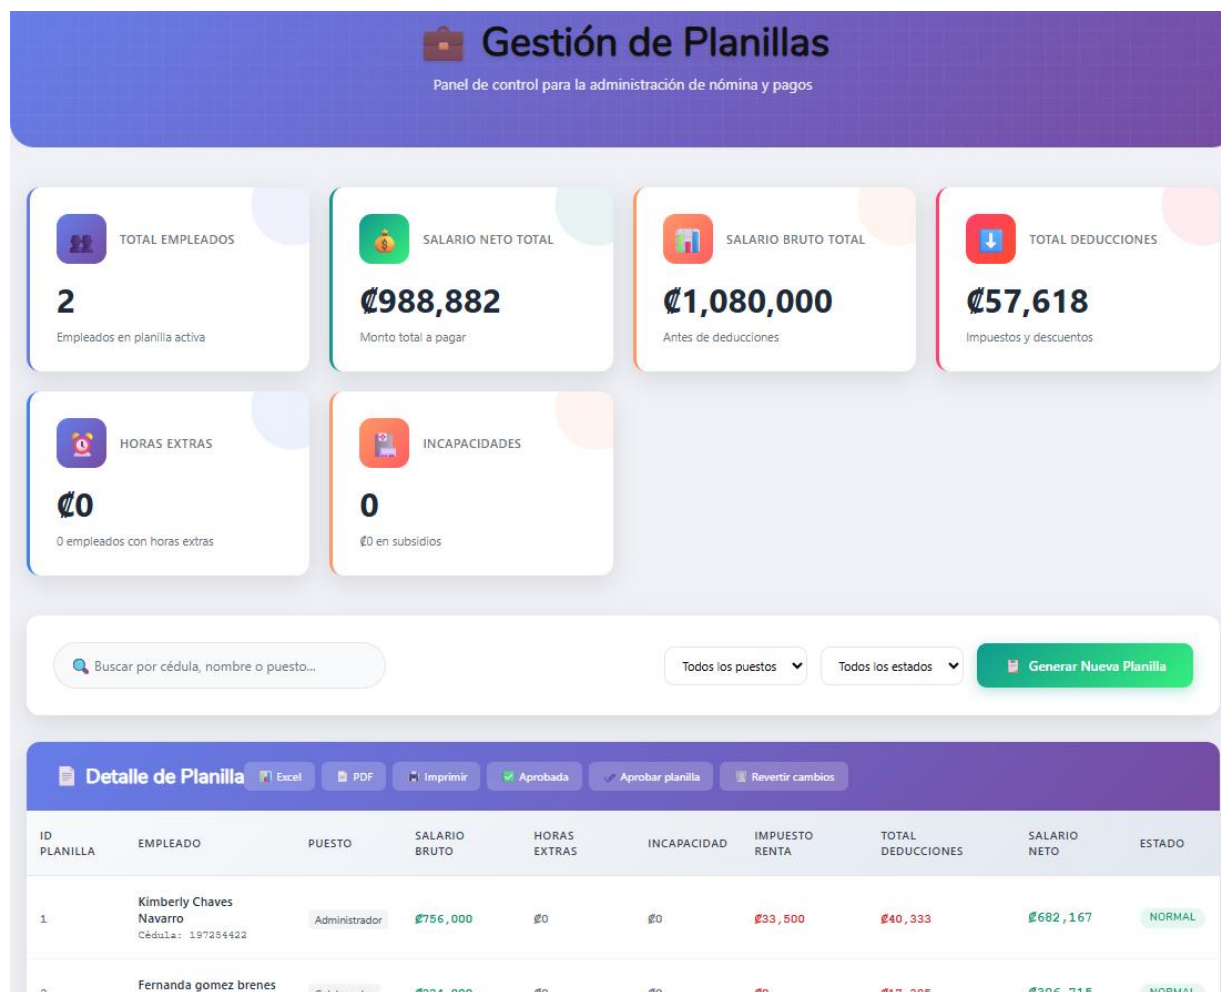 Gestión de Planillas
Panel de control para la administración de nómina y pagos
TOTAL EMPLEADOS
2
Empleados en planilla activa
SALARIO NETO TOTAL
₡988,882
Monto total a pagar
SALARIO BRUTO TOTAL
₡1,080,000
Antes de deducciones
TOTAL DEDUCCIONES
₡57,618
Impuestos y descuentos
HORAS EXTRAS
₡0
0 empleados con horas extras
INCAPACIDADES
0
₡0 en subsidios
Buscar por cédula, nombre o puesto...
Todos los puestos
Todos los estados
Generar Nueva Planilla
Detalle de Planilla
Excel
PDF
Imprimir
Aprobada
Aprobar planilla
Revertir cambios
ID PLANILLA
EMPLEADO
PUESTO
SALARIO BRUTO
HORAS EXTRAS
INCAPACIDAD
IMPUESTO RENTA
TOTAL DEDUCCIONES
SALARIO NETO
ESTADO
1
Kimberly Chaves
Navarro
Cédula: 197254422
Administrador
₡756,000
₡0
₡0
₡33,500
₡40,333
₡682,167
NORMAL
Fernanda gomez brenes